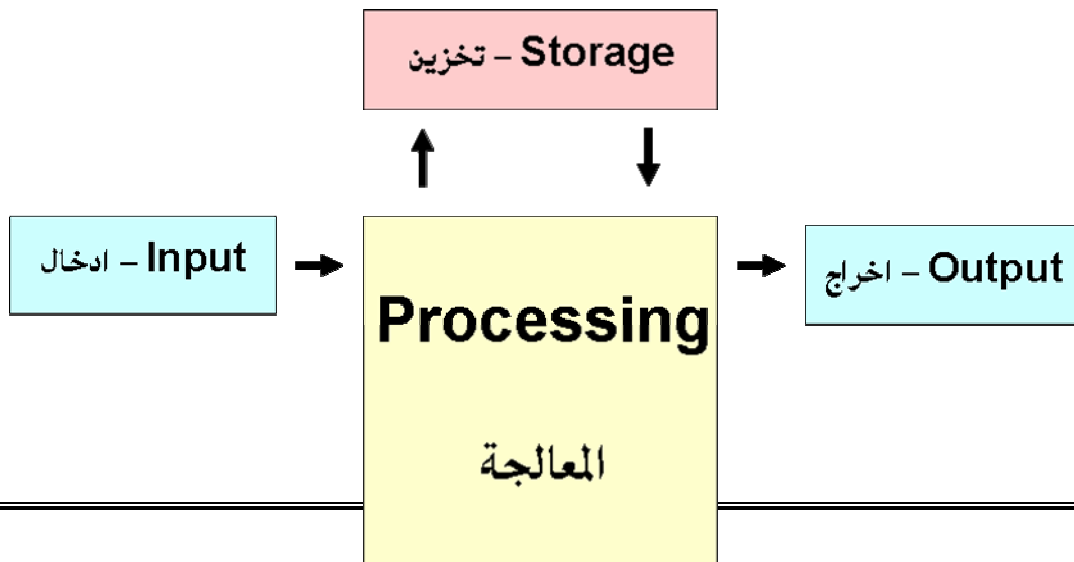 تخزين – Storage
ادخال – Input
Processing
المعالجة
اخراج – Output